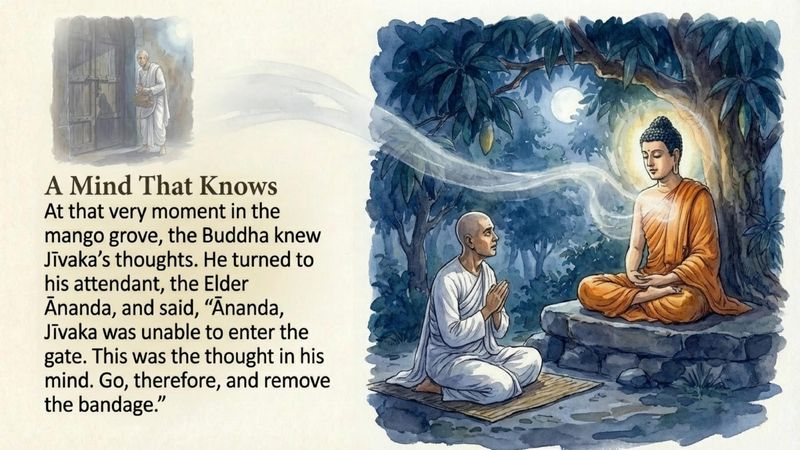 A Mind That Knows
At that very moment in the
mango grove, the Buddha knew
Jīvaka’s thoughts. He turned to
his attendant, the Elder
Ānanda, and said, “Ānanda,
Jīvaka was unable to enter the
gate. This was the thought in his
mind. Go, therefore, and remove
the bandage.”